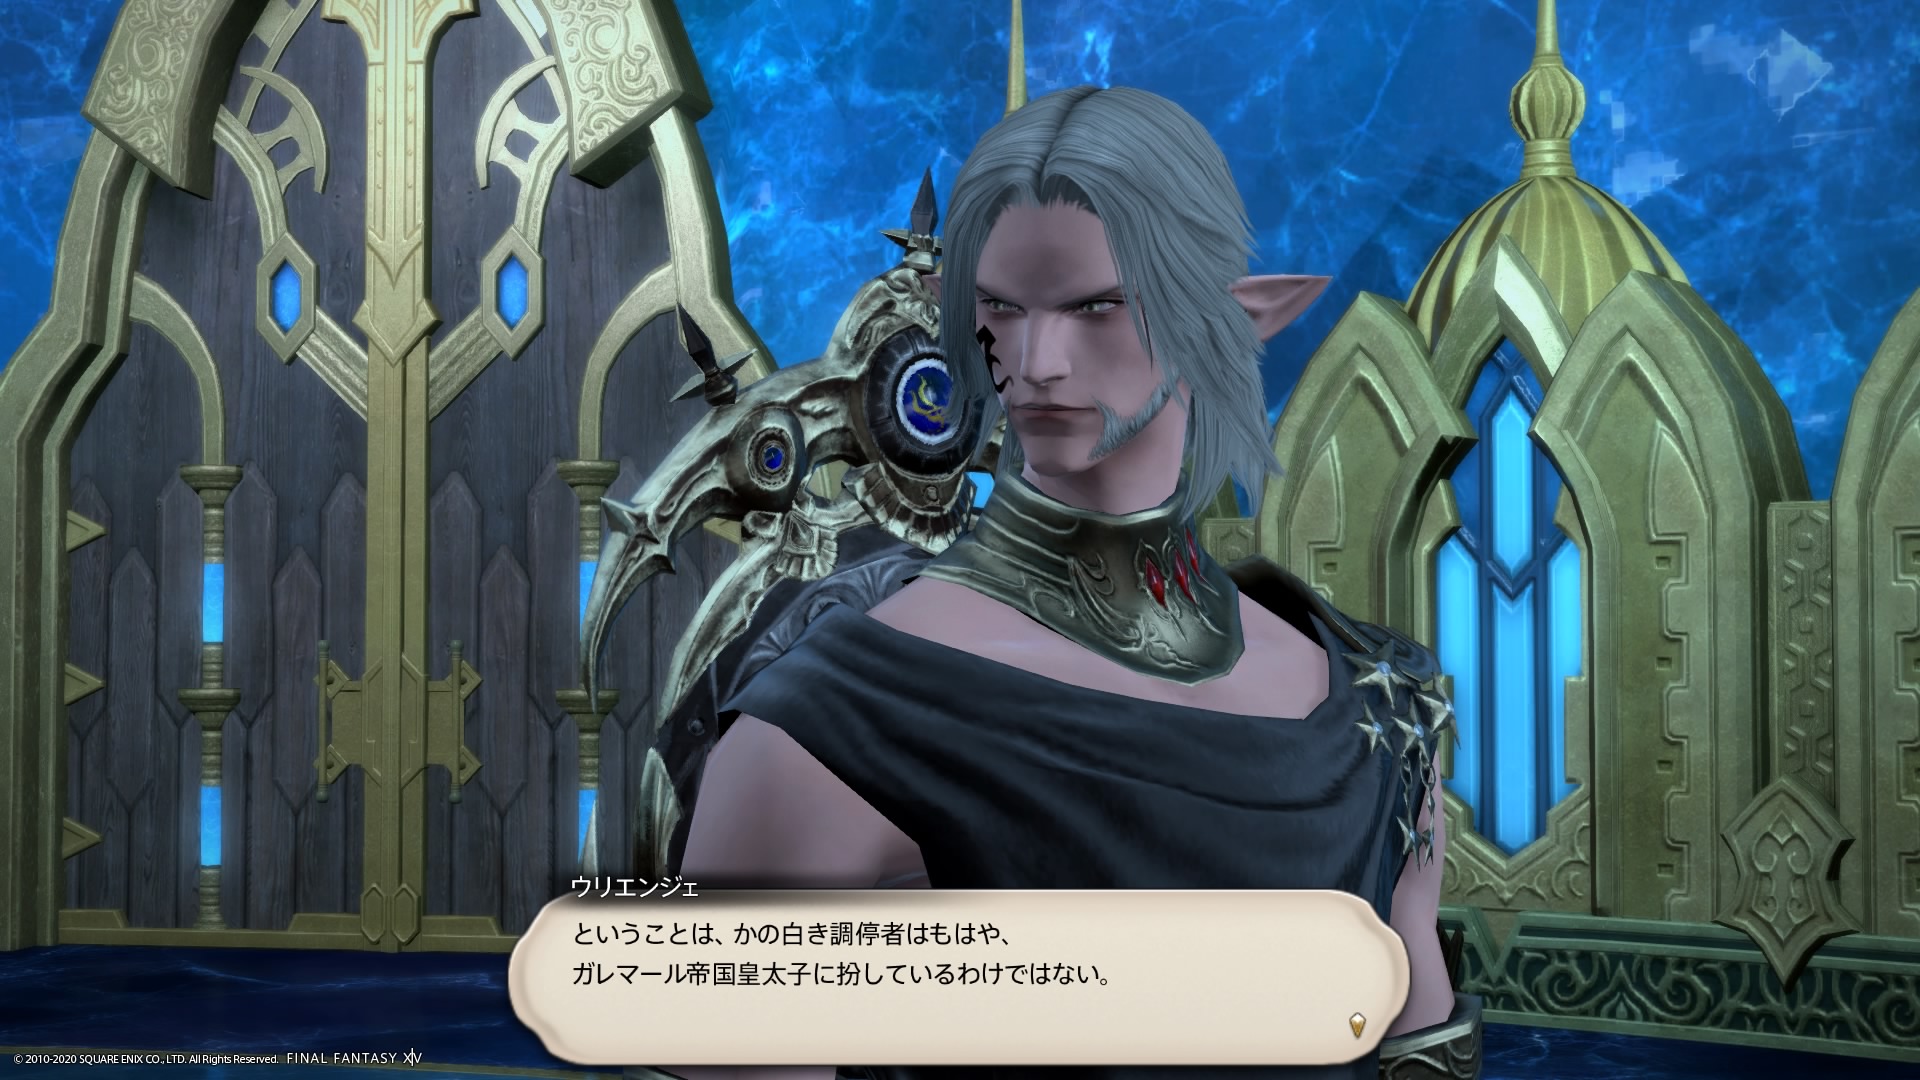 ウリエンジェ
ということは、かの白き調停者はもはや、
ガレマール帝国皇太子に扮しているわけではない。
© 2010-2020 SQUARE ENIX CO., LTD. All Rights Reserved. FINAL FANTASY XIV